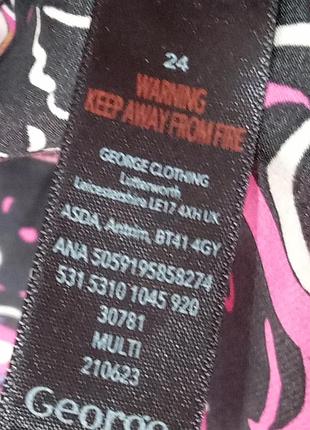 24
WARNING
KEEP AWAY FROM FIRE
GEORGE CLOTHING
Lutterworth
Leicestershire LE17 4XH UK
ASDA, Antrim, BT41 4GY
ANA 5059195858274
531 5310 1045 920
30781
MULTI
210623
George